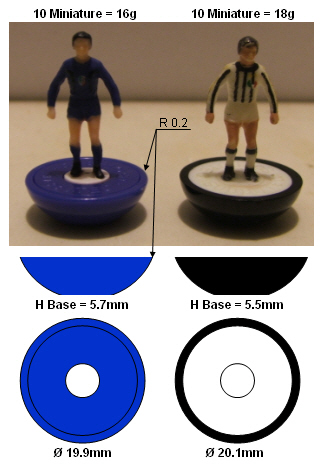 10 Miniature = 16g
10 Miniature = 18g
R 0.2
H Base = 5.7mm
H Base = 5.5mm
Ø 19.9mm
Ø 20.1mm